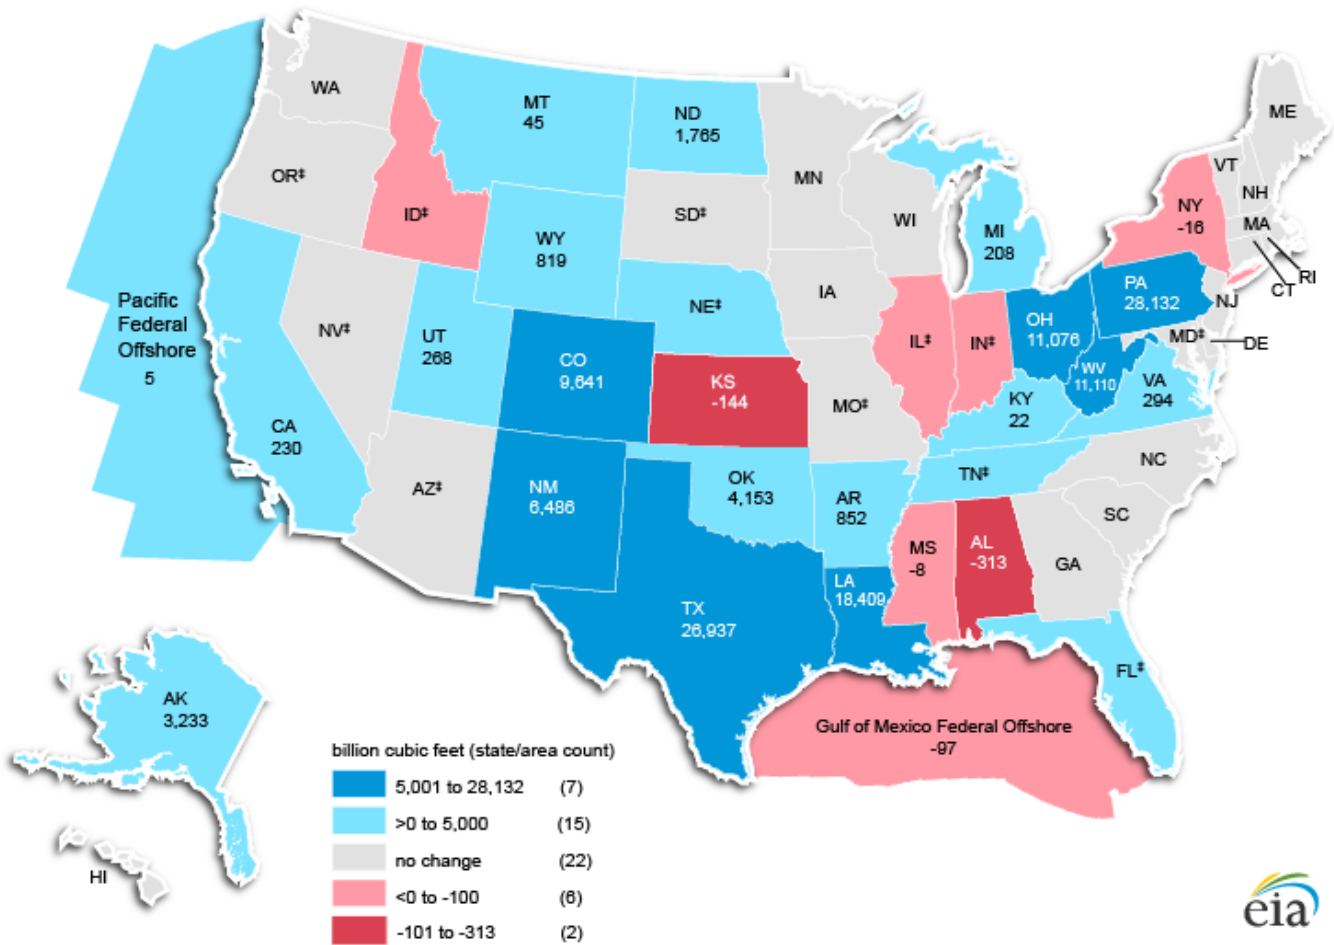 WA
OR‡
ID‡
MT
45
ND
1,765
MN
SD‡
WI
WY
819
NE‡
IA
NV‡
UT
268
CO
9,641
KS
-144
MO‡
IL‡
IN‡
MI
208
OH
11,076
PA
28,132
NY
-16
VT
NH
ME
MA
RI
CT
NJ
DE
MD‡
WV
11,110
VA
294
KY
22
TN‡
NC
SC
GA
AL
-313
MS
-8
AR
852
LA
18,409
OK
4,153
TX
26,937
NM
6,486
AZ‡
CA
230
Pacific
Federal
Offshore
5
FL‡
Gulf of Mexico Federal Offshore
-97
AK
3,233
HI
billion cubic feet (state/area count)
5,001 to 28,132 (7)
>0 to 5,000 (15)
no change (22)
<0 to -100 (6)
-101 to -313 (2)
eia